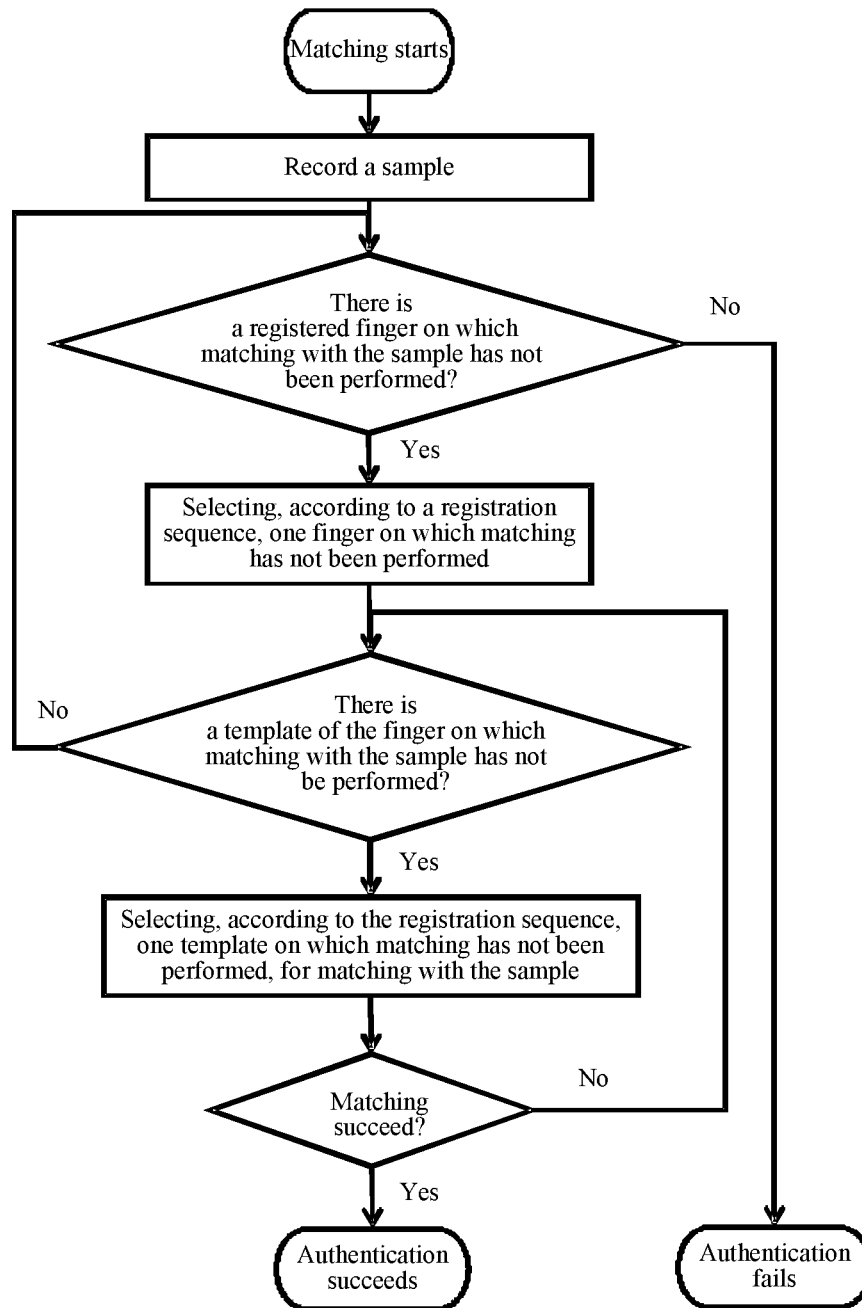 Matching starts
Record a sample
There is
a registered finger on which
matching with the sample has not
been performed?
No
Yes
Selecting, according to a registration
sequence, one finger on which matching
has not been performed
There is
a template of the finger on which
matching with the sample has not
be performed?
No
Yes
Selecting, according to the registration sequence,
one template on which matching has not been
performed, for matching with the sample
Matching
succeed?
No
Yes
Authentication
succeeds
Authentication
fails